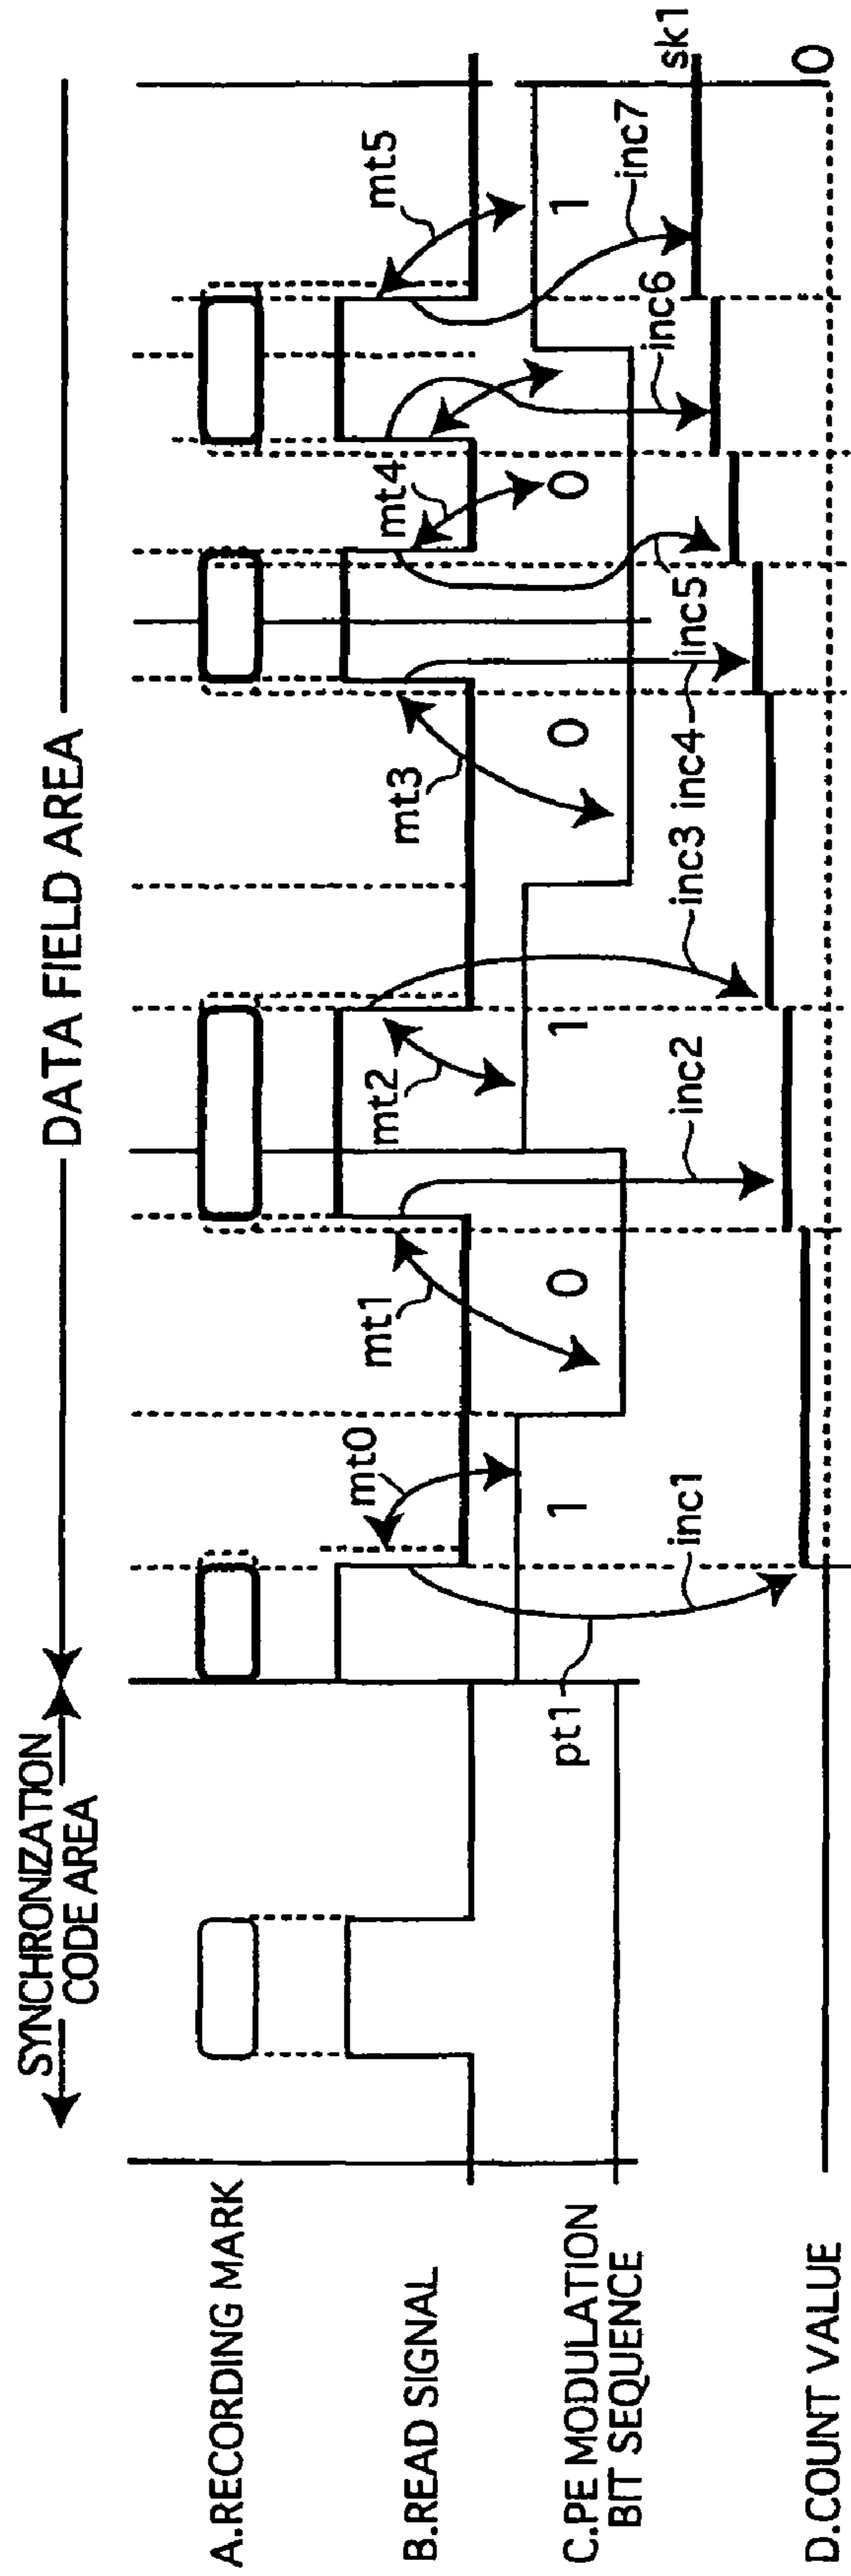 SYNCHRONIZATION
CODE AREA
DATA FIELD AREA
A.RECORDING MARK
B.READ SIGNAL
mt0
mt1
mt2
mt3
mt4
mt5
C.PE MODULATION
BIT SEQUENCE
1
0
1
0
0
1
pt1
inc1
inc2
inc3
inc4
inc5
inc6
inc7
sk1
D.COUNT VALUE
0